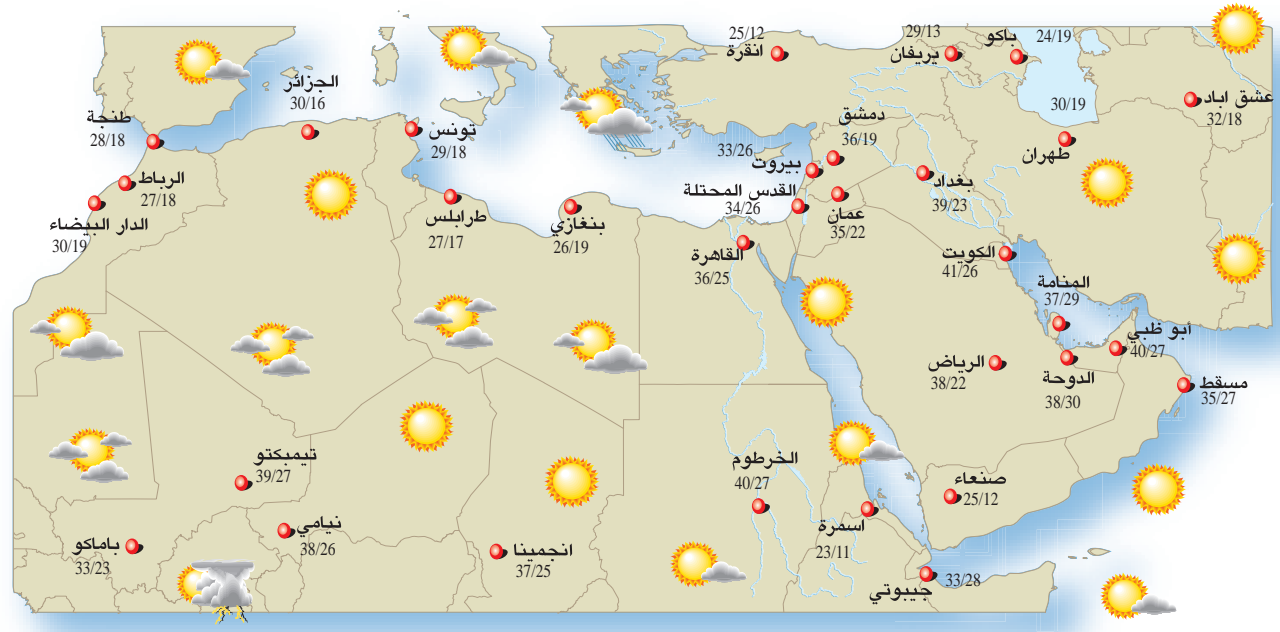 25/12
انقرة
29/13
يريفان
باكو
24/19
30/19
عشق اباد
32/18
طهران
الجزائر
30/16
طنجة
28/18
تونس
29/18
الرباط
27/18
الدار البيضاء
30/19
طرابلس
27/17
بنغازي
26/19
دمشق
36/19
33/26
بيروت
القدس المحتلة
34/26
عمان
35/22
بغداد
39/23
القاهرة
36/25
الكويت
41/26
المنامة
37/29
أبو ظبي
40/27
الرياض
38/22
الدوحة
38/30
مسقط
35/27
تيمبكتو
39/27
الخرطوم
40/27
صنعاء
25/12
اسمرة
23/11
نيامي
38/26
باماكو
33/23
انجمينا
37/25
33/28
جيبوتي